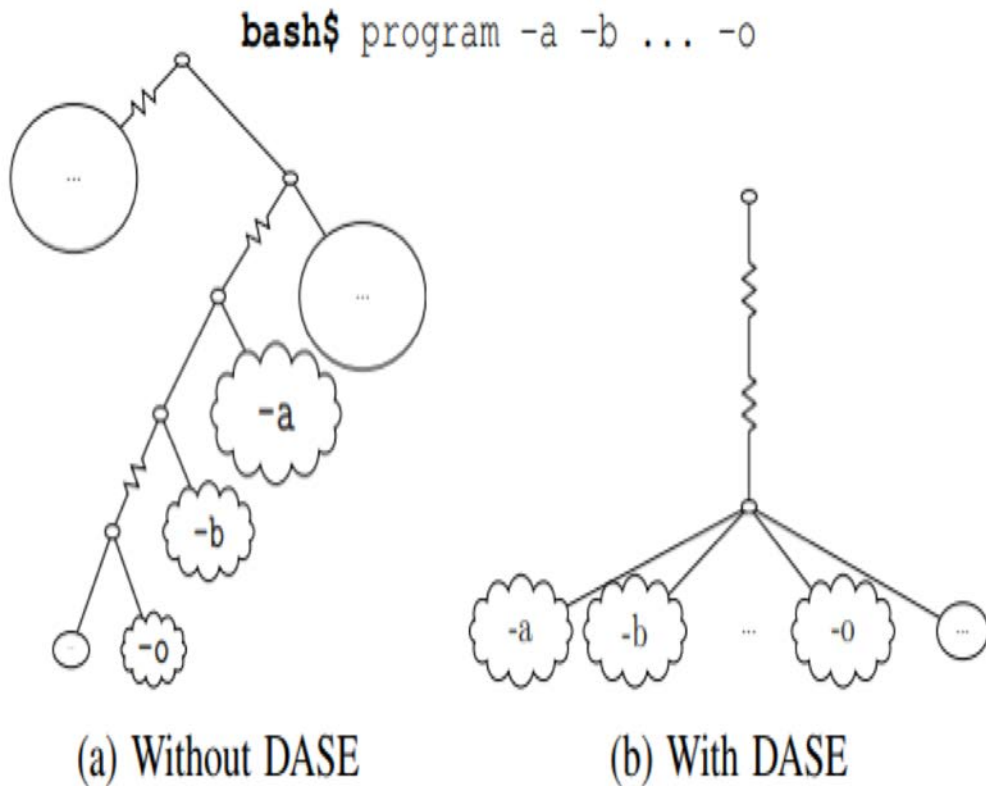 bash$ program -a -b ... -o
...
...
-a
-b
-o
-a
-b
...
-o
...
(a) Without DASE
(b) With DASE